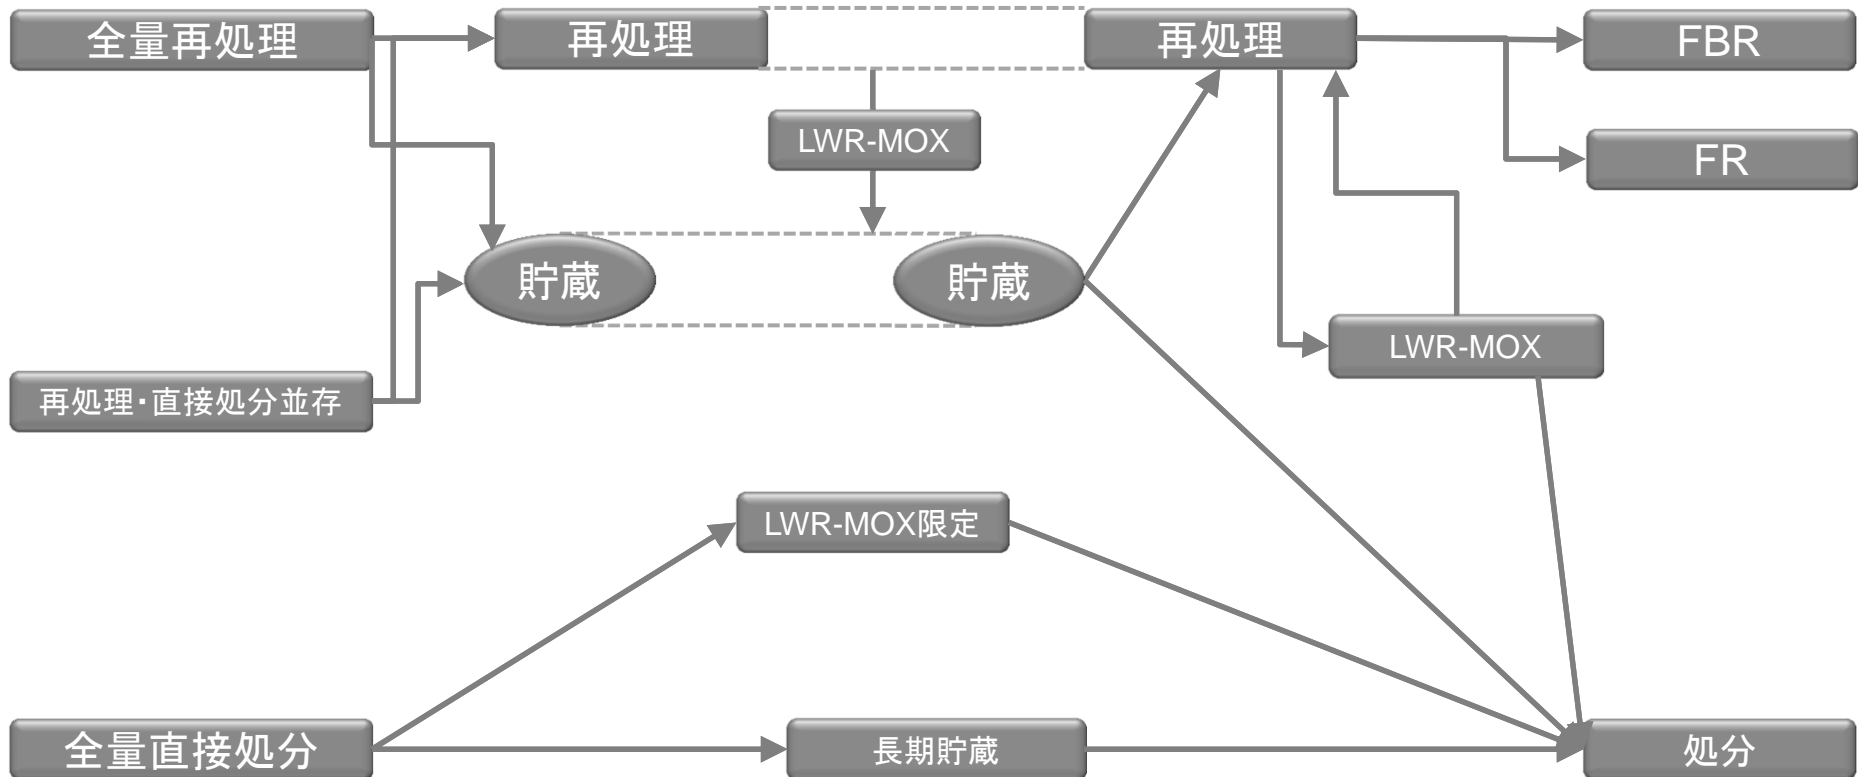 全量再処理
再処理
再処理
FBR
LWR-MOX
FR
貯蔵
貯蔵
LWR-MOX
再処理・直接処分並存
LWR-MOX限定
全量直接処分
長期貯蔵
処分